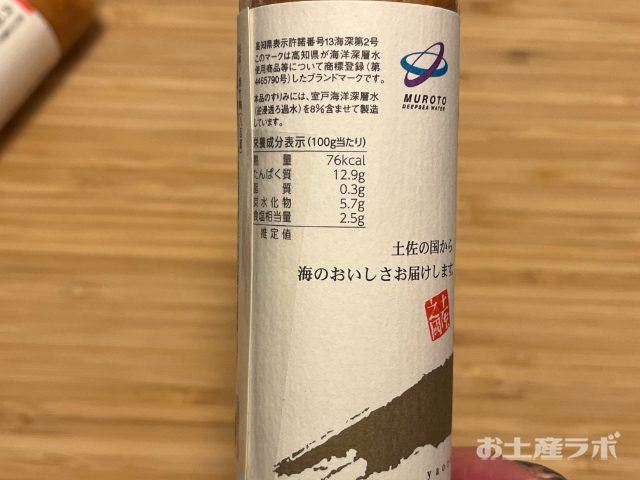 高知県表示許諾番号13海深第2号
このマークは高知県が海洋深層水
使用商品等について商標登録(第
4465790号)したブランドマークです。
本品のすりみには、室戸海洋深層水
(逆浸透ろ過水)を8%含ませて製造
しています。
MUROTO
DEEPSEA WATER
栄養成分表示(100g当たり)
熱量 76kcal
たんぱく質 12.9g
脂質 0.3g
炭水化物 5.7g
食塩相当量 2.5g
推定値
土佐の国から
海のおいしさお届けします
土佐
之国
yao
お土産ラボ